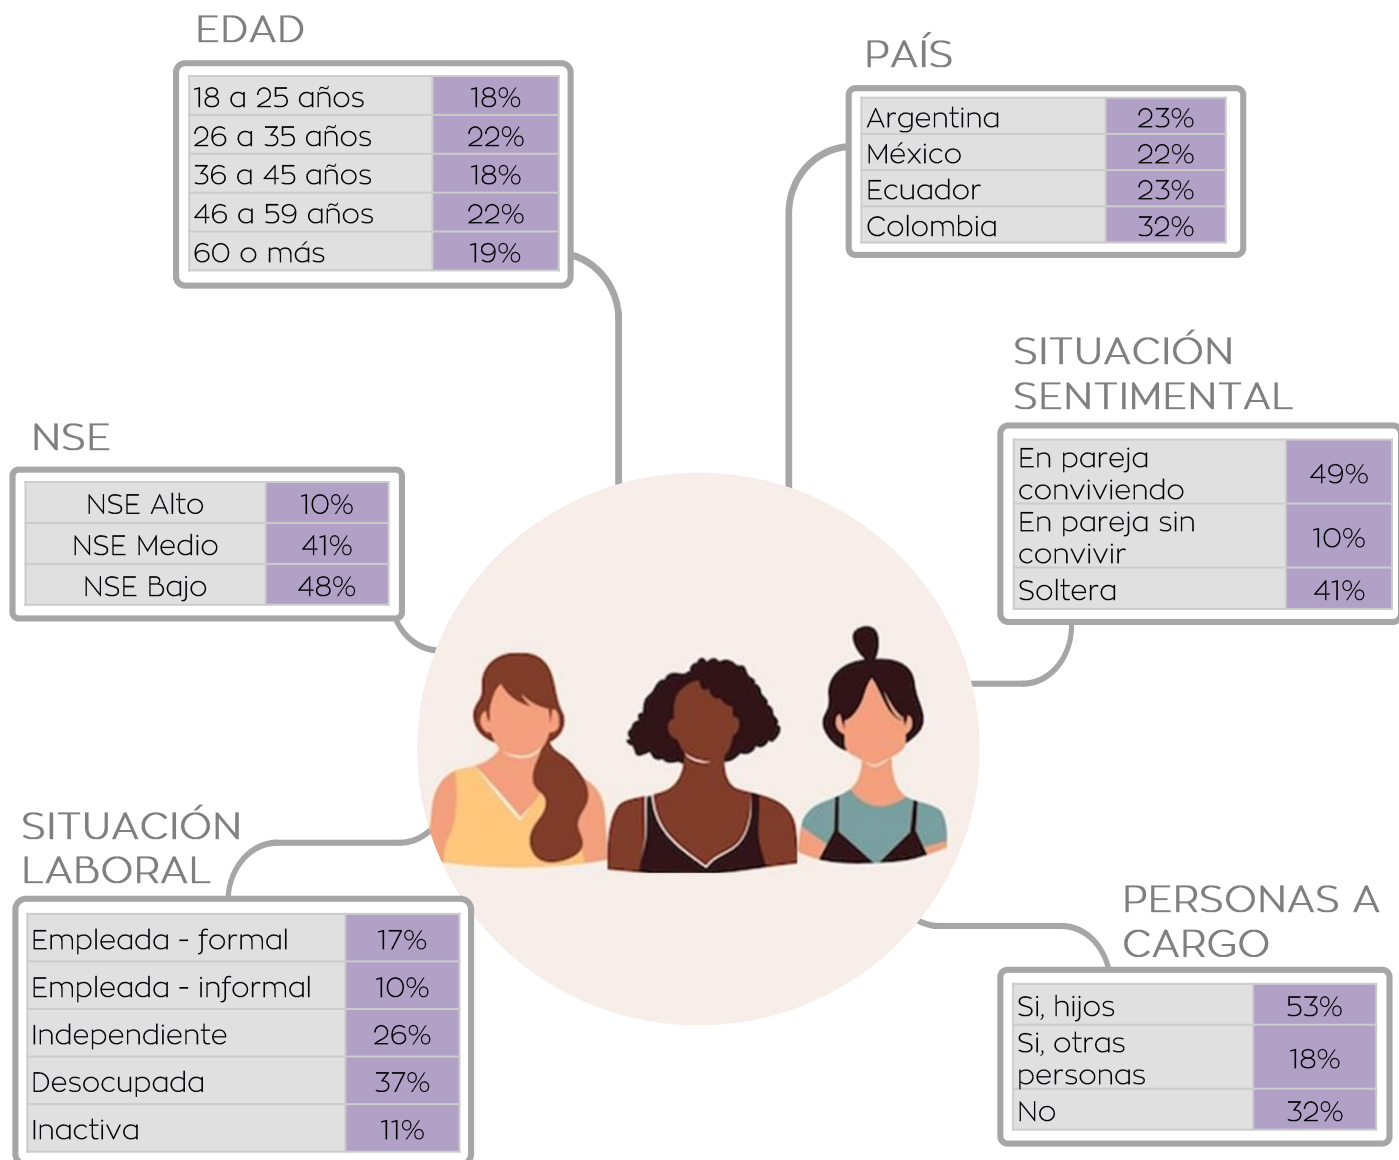 EDAD
18 a 25 años 18%
26 a 35 años 22%
36 a 45 años 18%
46 a 59 años 22%
60 o más 19%
PAÍS
Argentina 23%
México 22%
Ecuador 23%
Colombia 32%
NSE
NSE Alto 10%
NSE Medio 41%
NSE Bajo 48%
SITUACIÓN
SENTIMENTAL
En pareja
conviviendo 49%
En pareja sin
convivir 10%
Soltera 41%
SITUACIÓN
LABORAL
Empleada - formal 17%
Empleada - informal 10%
Independiente 26%
Desocupada 37%
Inactiva 11%
PERSONAS A
CARGO
Si, hijos 53%
Si, otras
personas 18%
No 32%